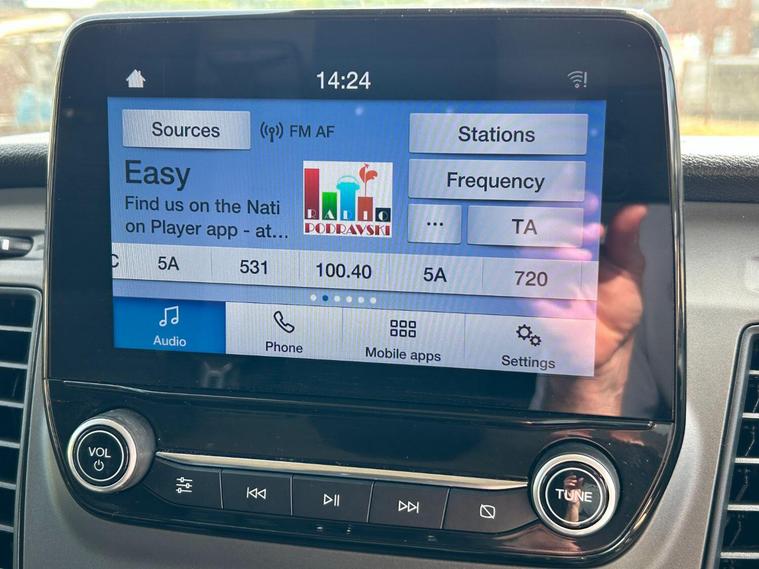 14:24
Sources
FM AF
Stations
Easy
Find us on the Nati
on Player app - at...
RADIO
PODRAVSKI
Frequency
...
TA
C
5A
531
100.40
5A
720
Audio
Phone
Mobile apps
Settings
VOL
TUNE